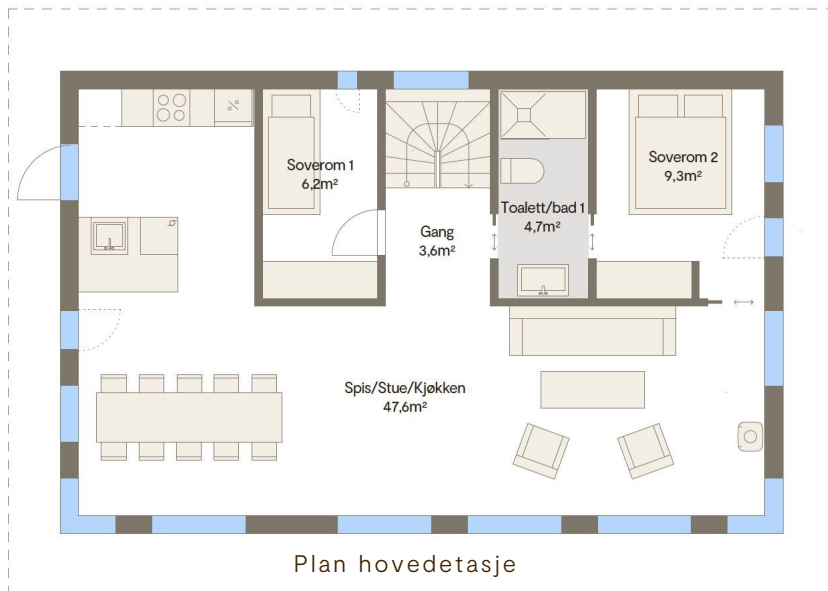 Soverom 1
6,2m²
Soverom 2
9,3m²
Toalett/bad 1
4,7m²
Gang
3,6m²
Spis/Stue/Kjøkken
47,6m²
Plan hovedetasje